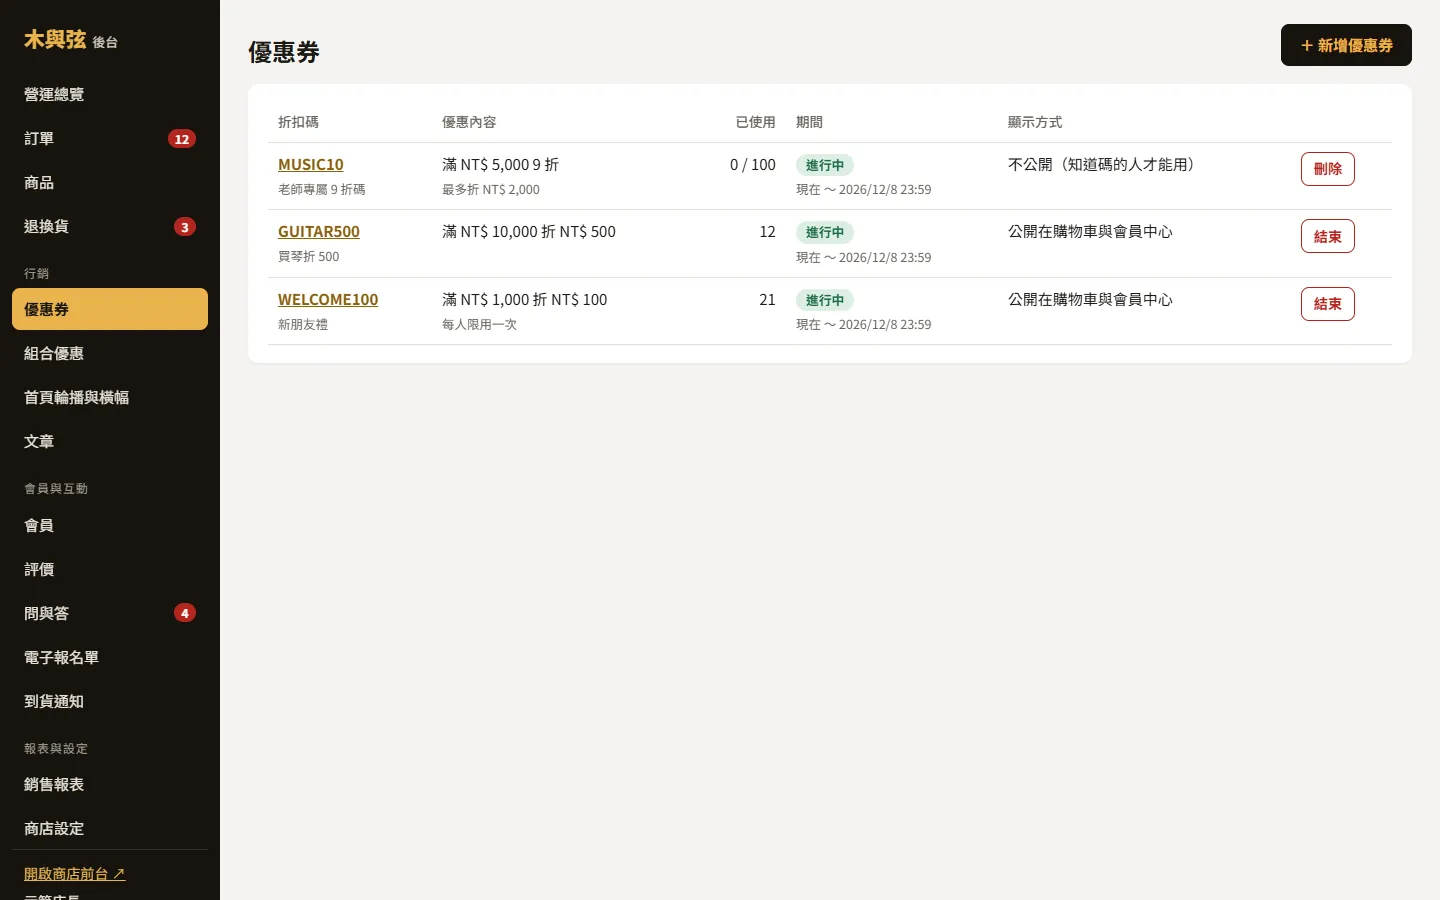 木與弦 後台
營運總覽
訂單 12
商品
退換貨 3
行銷
優惠券
組合優惠
首頁輪播與橫幅
文章
會員與互動
會員
評價
問與答 4
電子報名單
到貨通知
報表與設定
銷售報表
商店設定
開啟商店前台 ↗
優惠券
＋ 新增優惠券
折扣碼 優惠內容 已使用 期間 顯示方式
MUSIC10 滿 NT$ 5,000 9 折 0 / 100 進行中 不公開（知道碼的人才能用） 刪除
老師專屬 9 折碼 最多折 NT$ 2,000 現在 ～ 2026/12/8 23:59
GUITAR500 滿 NT$ 10,000 折 NT$ 500 12 進行中 公開在購物車與會員中心 結束
買琴折 500 現在 ～ 2026/12/8 23:59
WELCOME100 滿 NT$ 1,000 折 NT$ 100 21 進行中 公開在購物車與會員中心 結束
新朋友禮 每人限用一次 現在 ～ 2026/12/8 23:59